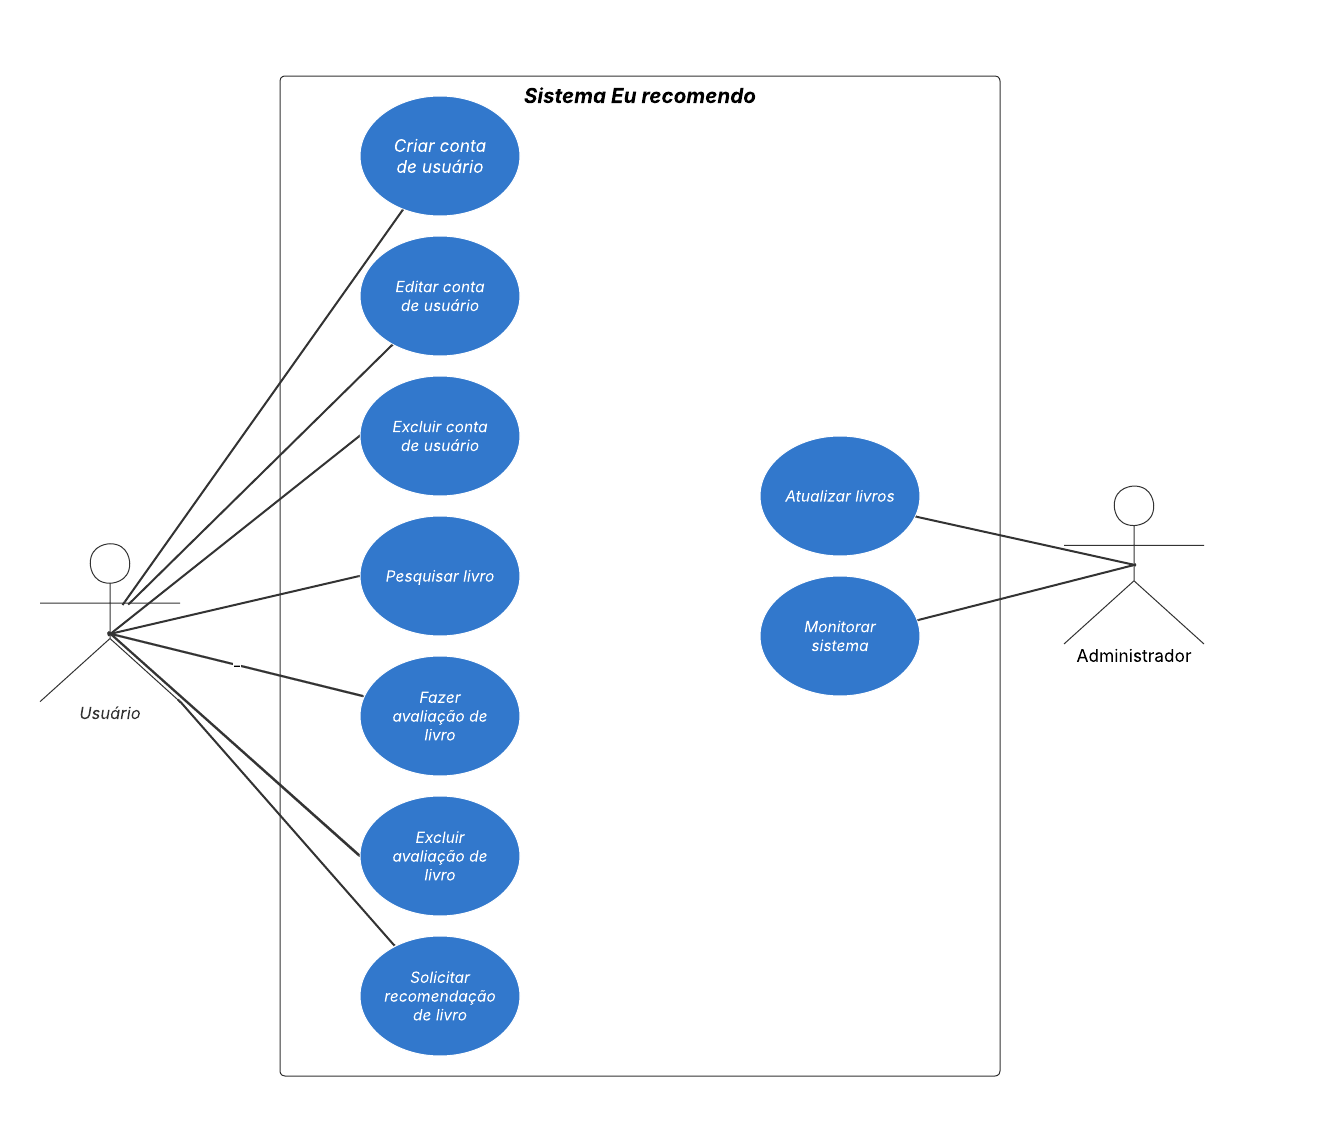 Sistema Eu recomendo
Criar conta
de usuário
Editar conta
de usuário
Excluir conta
de usuário
Pesquisar livro
Fazer
avaliação de
livro
Excluir
avaliação de
livro
Solicitar
recomendação
de livro
Usuário
Atualizar livros
Monitorar
sistema
Administrador